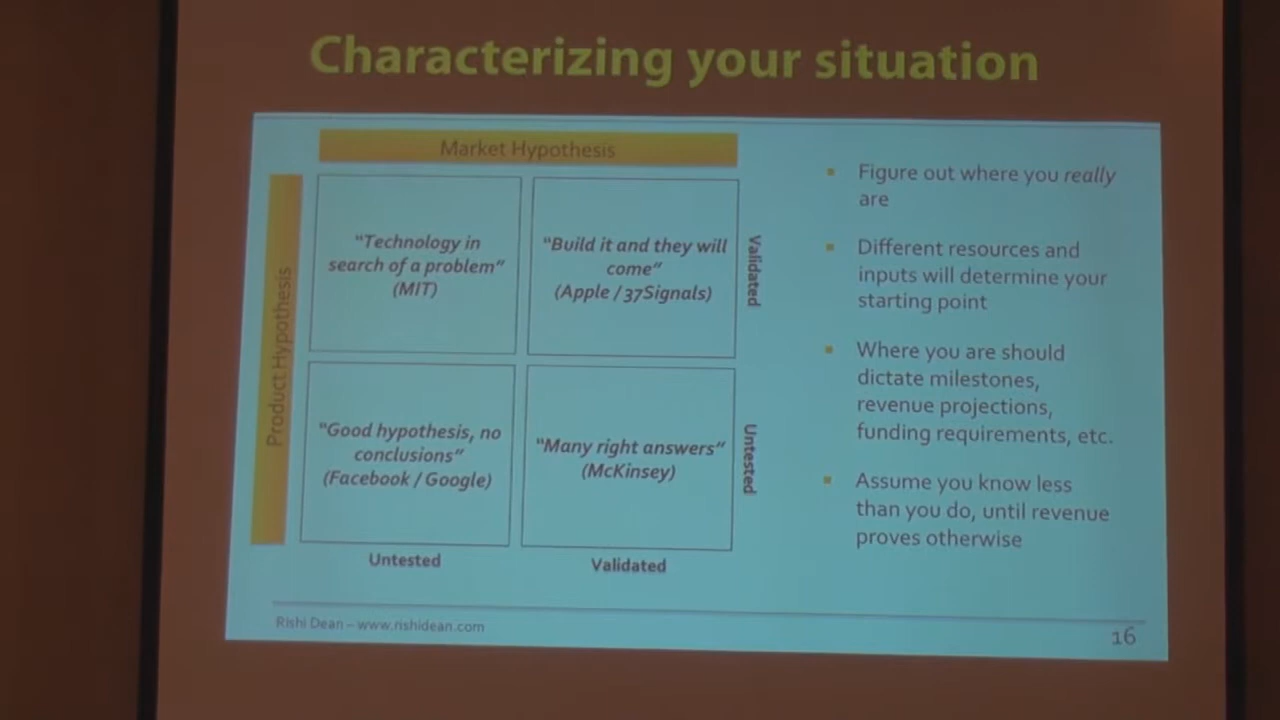 Characterizing your situation
Market Hypothesis
Product Hypothesis
"Technology in
search of a problem"
(MIT)
"Build it and they will
come"
(Apple / 37Signals)
Validated
"Good hypothesis, no
conclusions"
(Facebook / Google)
"Many right answers"
(McKinsey)
Untested
Untested
Validated
Figure out where you really
are
Different resources and
inputs will determine your
starting point
Where you are should
dictate milestones,
revenue projections,
funding requirements, etc.
Assume you know less
than you do, until revenue
proves otherwise
Rishi Dean – www.rishidean.com
16